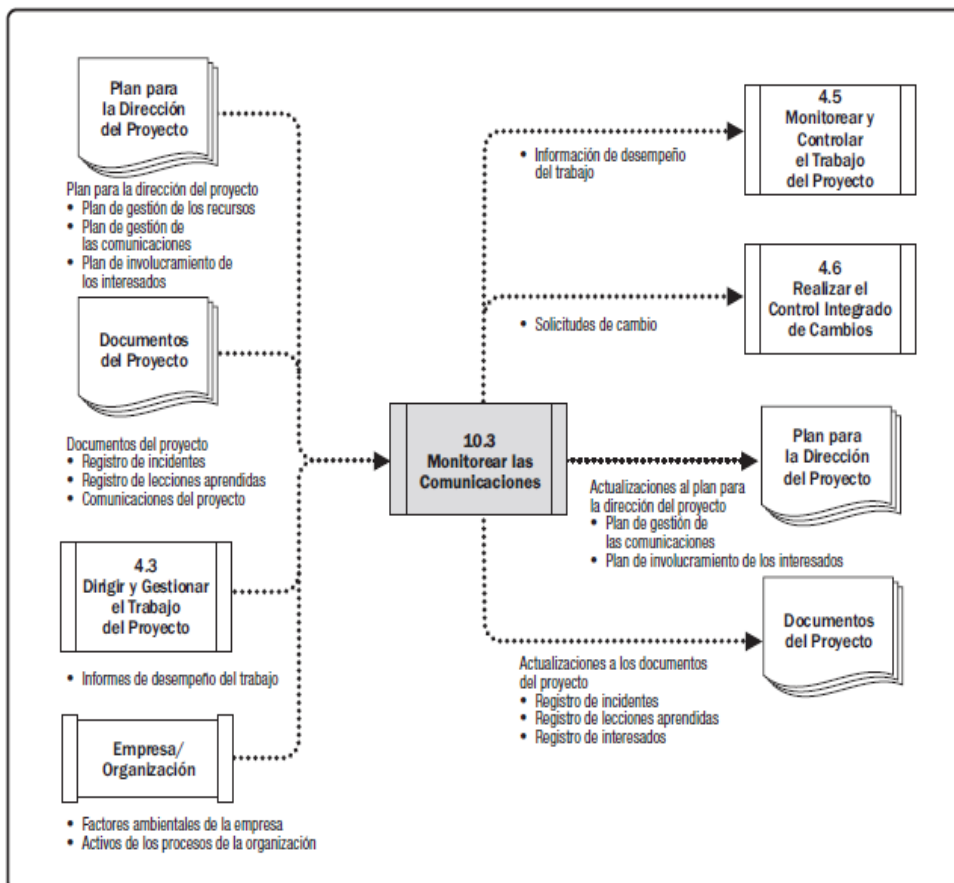 Plan para
la Dirección
del Proyecto
Plan para la dirección del proyecto
• Plan de gestión de los recursos
• Plan de gestión de
las comunicaciones
• Plan de involucramiento de
los interesados
Documentos
del Proyecto
Documentos del proyecto
• Registro de incidentes
• Registro de lecciones aprendidas
• Comunicaciones del proyecto
4.3
Dirigir y Gestionar
el Trabajo
del Proyecto
• Informes de desempeño del trabajo
Empresa/
Organización
• Factores ambientales de la empresa
• Activos de los procesos de la organización
10.3
Monitorear las
Comunicaciones
• Información de desempeño
del trabajo
4.5
Monitorear y
Controlar
el Trabajo
del Proyecto
• Solicitudes de cambio
4.6
Realizar el
Control Integrado
de Cambios
Actualizaciones al plan para
la dirección del proyecto
• Plan de gestión de
las comunicaciones
• Plan de involucramiento de los interesados
Plan para
la Dirección
del Proyecto
Actualizaciones a los documentos
del proyecto
• Registro de incidentes
• Registro de lecciones aprendidas
• Registro de interesados
Documentos
del Proyecto